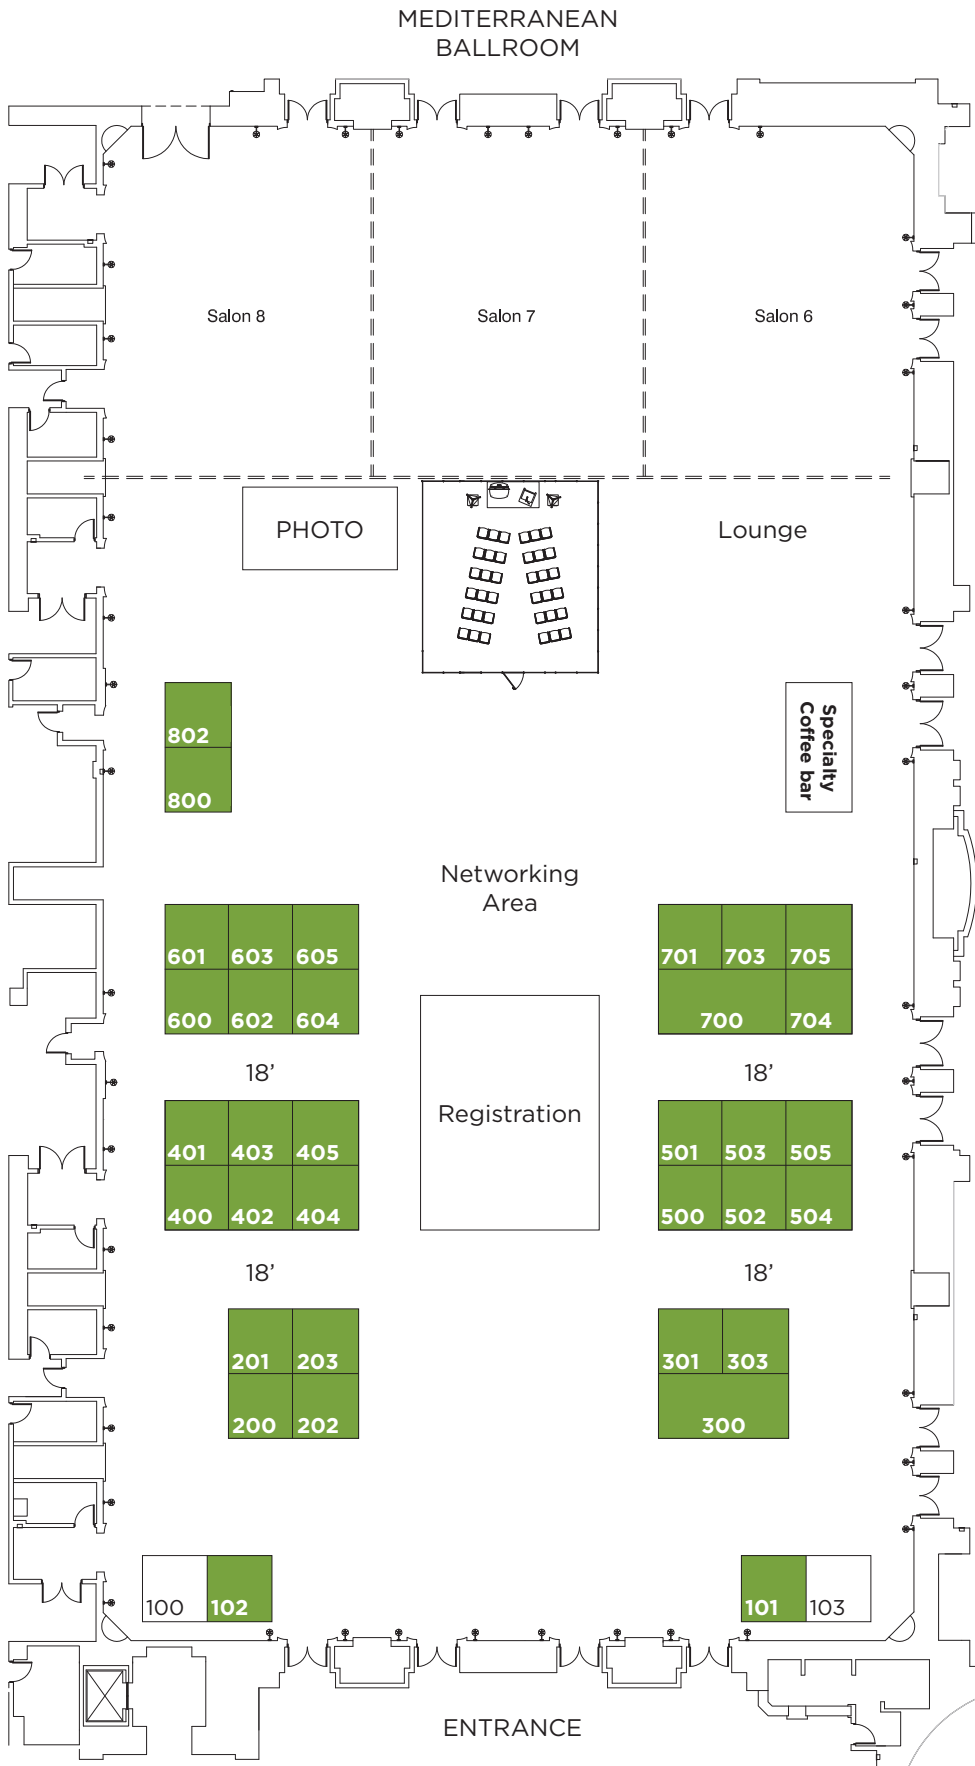 MEDITERRANEAN
BALLROOM
Salon 8
Salon 7
Salon 6
PHOTO
Lounge
802
800
Specialty
Coffee bar
Networking
Area
601 603 605
701 703 705
600 602 604
700 704
18’
18’
Registration
401 403 405
501 503 505
400 402 404
500 502 504
18’
18’
201 203
301 303
200 202
300
100 102
101 103
ENTRANCE